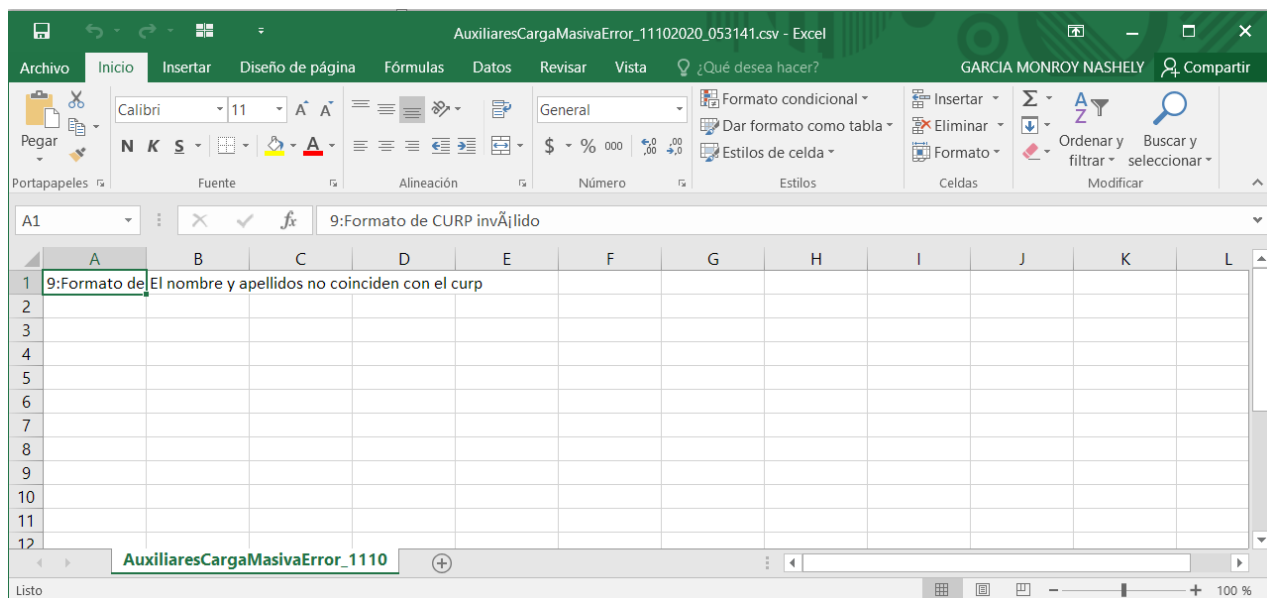 AuxiliaresCargaMasivaError_11102020_053141.csv - Excel
Archivo Inicio Insertar Diseño de página Fórmulas Datos Revisar Vista ¿Qué desea hacer? GARCIA MONROY NASHELY Compartir
Pegar
Calibri 11 A A
N K S A
General
$ % 000 ,00 ,00
Formato condicional
Dar formato como tabla
Estilos de celda
Insertar
Eliminar
Formato
Σ
Ordenar y filtrar
Buscar y seleccionar
Portapapeles Fuente Alineación Número Estilos Celdas Modificar
A1 fx 9:Formato de CURP invÃ¡lido
A B C D E F G H I J K L
1 9:Formato de El nombre y apellidos no coinciden con el curp
2
3
4
5
6
7
8
9
10
11
12
AuxiliaresCargaMasivaError_1110
Listo 100 %